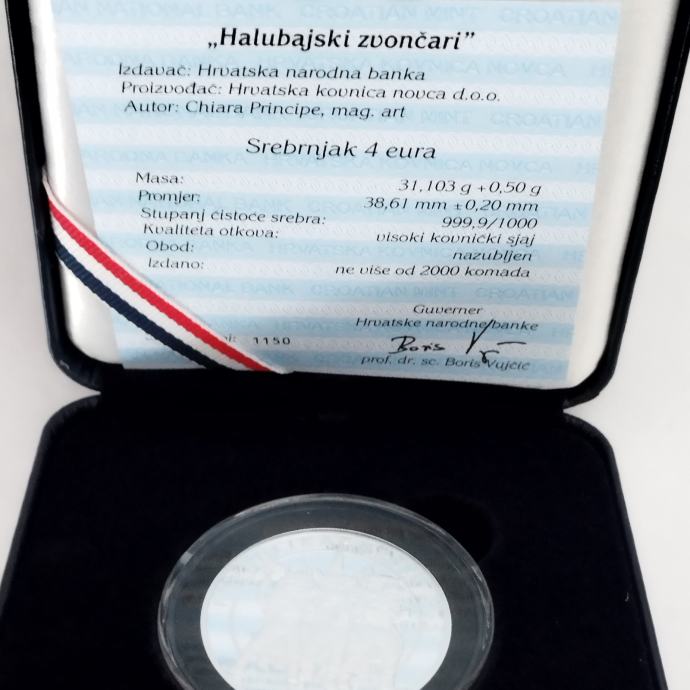 „Halubajski zvončari”
Izdavač: Hrvatska narodna banka
Proizvođač: Hrvatska kovnica novca d.o.o.
Autor: Chiara Principe, mag. art
Srebrnjak 4 eura
Masa: 31,103 g +0,50 g
Promjer: 38,61 mm ±0,20 mm
Stupanj čistoće srebra: 999,9/1000
Kvaliteta otkova: visoki kovnički sjaj
Obod: nazubljen
Izdano: ne više od 2000 komada
Guverner
Hrvatske narodne banke
1150
Boris
prof. dr. sc. Boris Vujčić